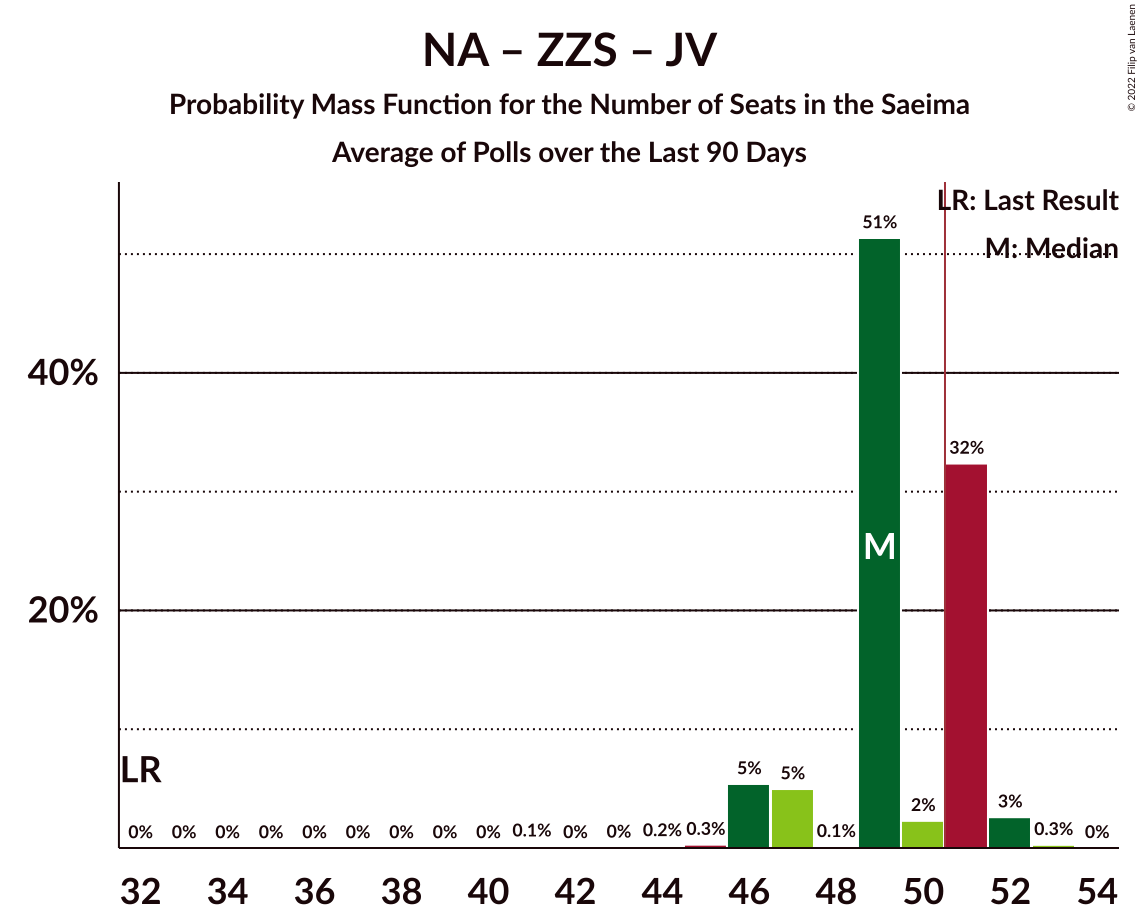 NA – ZZS – JV
Probability Mass Function for the Number of Seats in the Saeima
Average of Polls over the Last 90 Days
© 2022 Filip van Laenen
LR: Last Result
M: Median
51%
40%
32%
M
20%
LR
0% 0% 0% 0% 0% 0% 0% 0% 0% 0.1% 0% 0% 0.2% 0.3% 5% 5% 0.1% 2% 3% 0.3% 0%
32 34 36 38 40 42 44 46 48 50 52 54